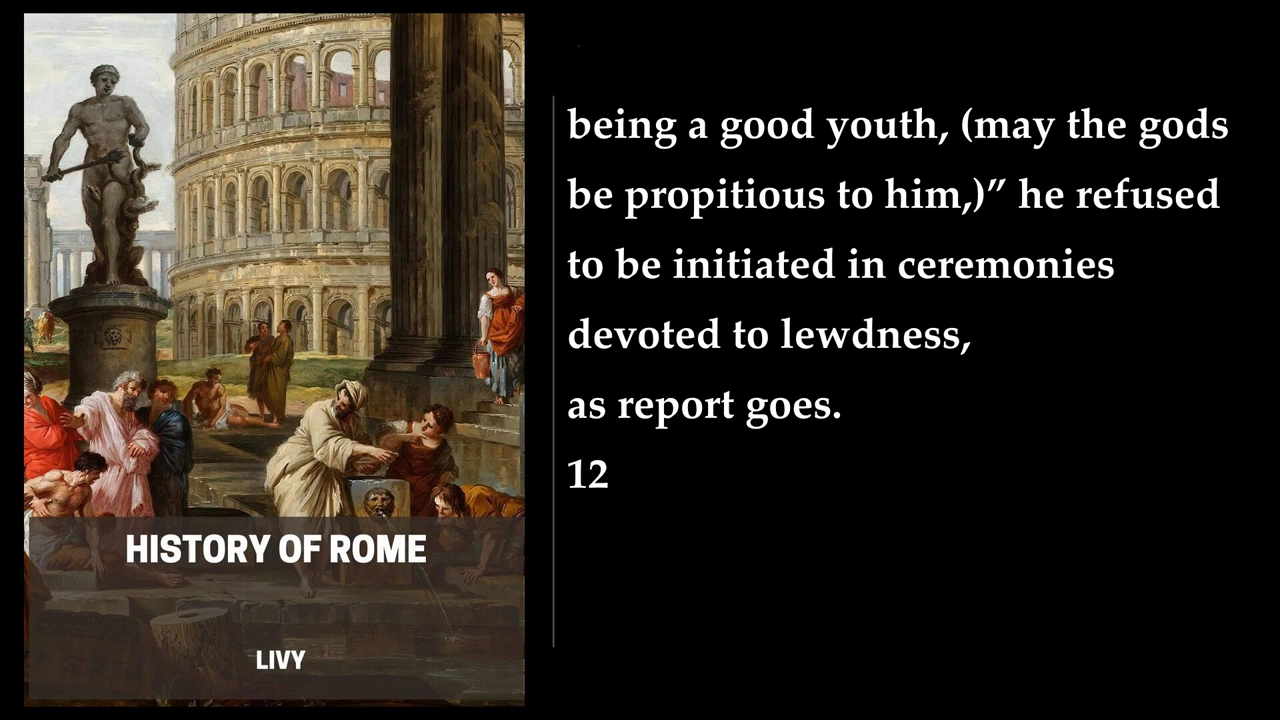 HISTORY OF ROME
LIVY
being a good youth, (may the gods
be propitious to him,)” he refused
to be initiated in ceremonies
devoted to lewdness,
as report goes.
12